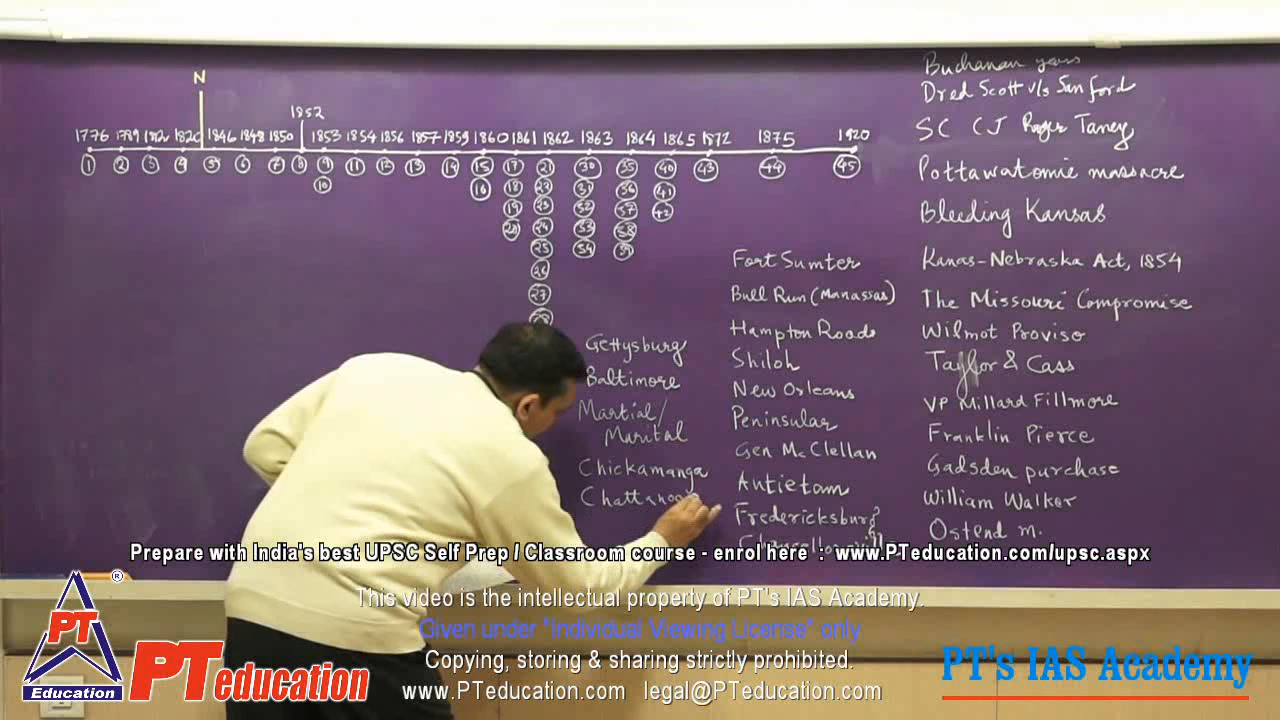 N
1852
1776 1789 1820 1846 1848 1850 1853 1854 1856 1857 1859 1860 1861 1862 1863 1864 1865 1872 1875 1920
1 2 3 4 5 6 7 8 9 11 12 13 14 15 17 21 30 35 40 43 44 45
10 16 18 22 31 36 41
19 23 32 37 42
20 24 33 38
25 34 39
26
27
28
Gettysburg
Baltimore
Martial/
Marital
Chickamanga
Fort Sumter
Bull Run (Manassas)
Hampton Roads
Shiloh
New Orleans
Peninsular
Gen McClellan
Antietam
Fredericksburg
Buchanan years
Dred Scott v/s Sanford
SC CJ Roger Taney
Pottawatomie massacre
Bleeding Kansas
Kanas-Nebraska Act, 1854
The Missouri Compromise
Wilmot Proviso
Taylor & Cass
VP Millard Fillmore
Franklin Pierce
Gadsden purchase
William Walker
Ostend m.
Prepare with India's best UPSC Self Prep / Classroom course - enrol here : www.PTeducation.com/upsc.aspx
This video is the intellectual property of PT's IAS Academy.
Given under "Individual Viewing License" only
Copying, storing & sharing strictly prohibited.
www.PTeducation.com legal@PTeducation.com
PT
Education
®
PT education
PT's IAS Academy